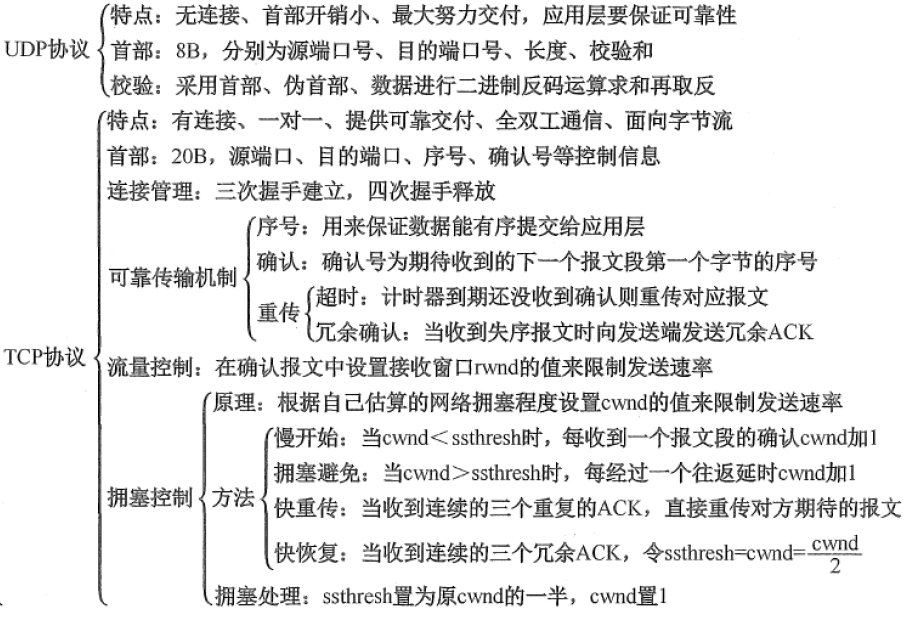 UDP协议
特点：无连接、首部开销小、最大努力交付，应用层要保证可靠性
首部：8B，分别为源端口号、目的端口号、长度、校验和
校验：采用首部、伪首部、数据进行二进制反码运算求和再取反
TCP协议
特点：有连接、一对一、提供可靠交付、全双工通信、面向字节流
首部：20B，源端口、目的端口、序号、确认号等控制信息
连接管理：三次握手建立，四次握手释放
可靠传输机制
序号：用来保证数据能有序提交给应用层
确认：确认号为期待收到的下一个报文段第一个字节的序号
重传
超时：计时器到期还没收到确认则重传对应报文
冗余确认：当收到失序报文时向发送端发送冗余ACK
流量控制：在确认报文中设置接收窗口rwnd的值来限制发送速率
拥塞控制
原理：根据自己估算的网络拥塞程度设置cwnd的值来限制发送速率
方法
慢开始：当cwnd＜ssthresh时，每收到一个报文段的确认cwnd加1
拥塞避免：当cwnd＞ssthresh时，每经过一个往返延时cwnd加1
快重传：当收到连续的三个重复的ACK，直接重传对方期待的报文
快恢复：当收到连续的三个冗余ACK，令ssthresh=cwnd=cwnd/2
拥塞处理：ssthresh置为原cwnd的一半，cwnd置1